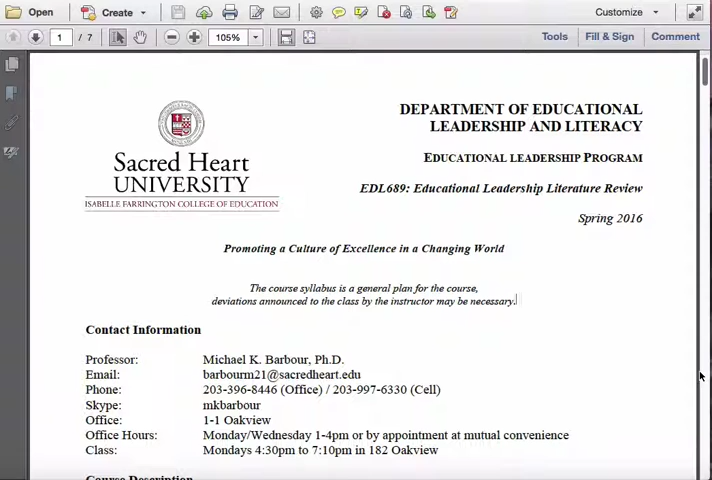 Open
Create
Customize
1 / 7
105%
Tools
Fill & Sign
Comment
DEPARTMENT OF EDUCATIONAL
LEADERSHIP AND LITERACY
EDUCATIONAL LEADERSHIP PROGRAM
EDL689: Educational Leadership Literature Review
Spring 2016
Sacred Heart
UNIVERSITY
ISABELLE FARRINGTON COLLEGE OF EDUCATION
Promoting a Culture of Excellence in a Changing World
The course syllabus is a general plan for the course,
deviations announced to the class by the instructor may be necessary.
Contact Information
Professor: Michael K. Barbour, Ph.D.
Email: barbourm21@sacredheart.edu
Phone: 203-396-8446 (Office) / 203-997-6330 (Cell)
Skype: mkbarbour
Office: 1-1 Oakview
Office Hours: Monday/Wednesday 1-4pm or by appointment at mutual convenience
Class: Mondays 4:30pm to 7:10pm in 182 Oakview
Course Description